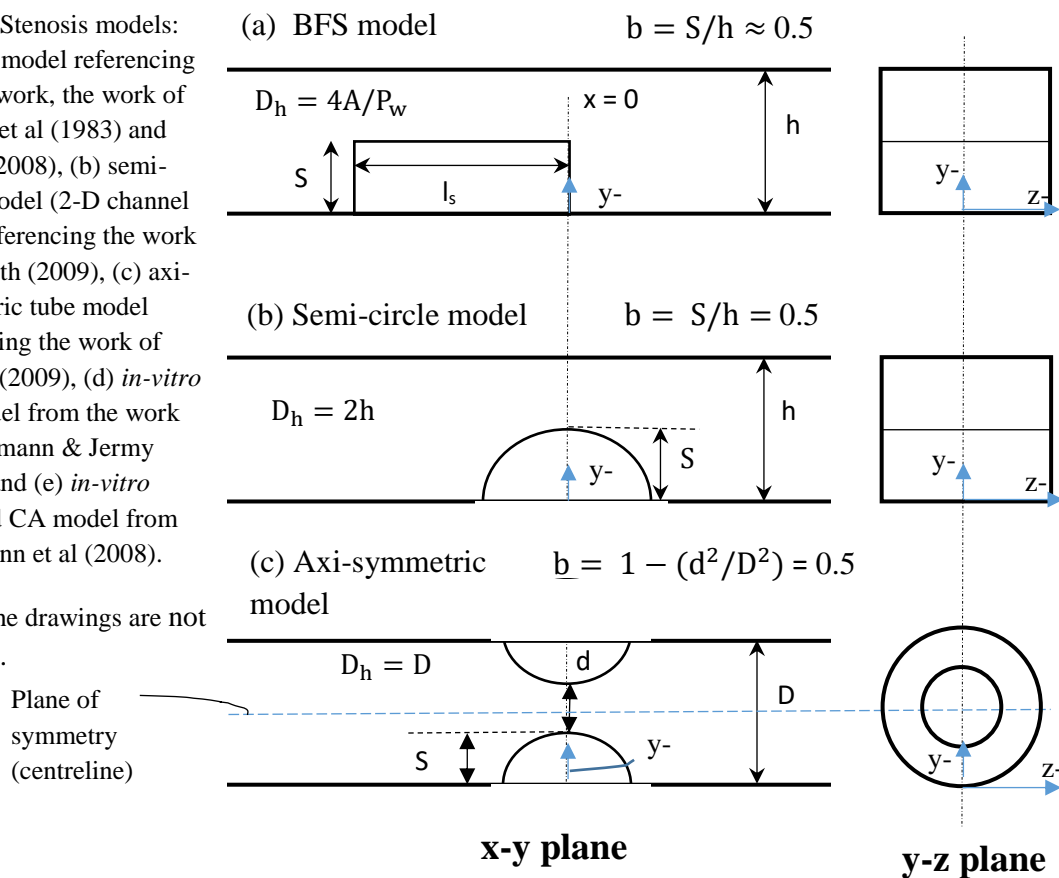 Stenosis models:
model referencing
work, the work of
et al (1983) and
2008), (b) semi-
odel (2-D channel
eferencing the work
th (2009), (c) axi-
ric tube model
ing the work of
(2009), (d) in-vitro
del from the work
mann & Jermy
nd (e) in-vitro
d CA model from
nn et al (2008).
ne drawings are not
.
Plane of
symmetry
(centreline)
(a) BFS model
b = S/h ≈ 0.5
D_h = 4A/P_w
x = 0
h
S
l_s
y-
y-
z-
(b) Semi-circle model
b = S/h = 0.5
D_h = 2h
h
S
y-
y-
z-
(c) Axi-symmetric
model
b = 1 − (d²/D²) = 0.5
D_h = D
d
D
S
y-
y-
z-
x-y plane
y-z plane